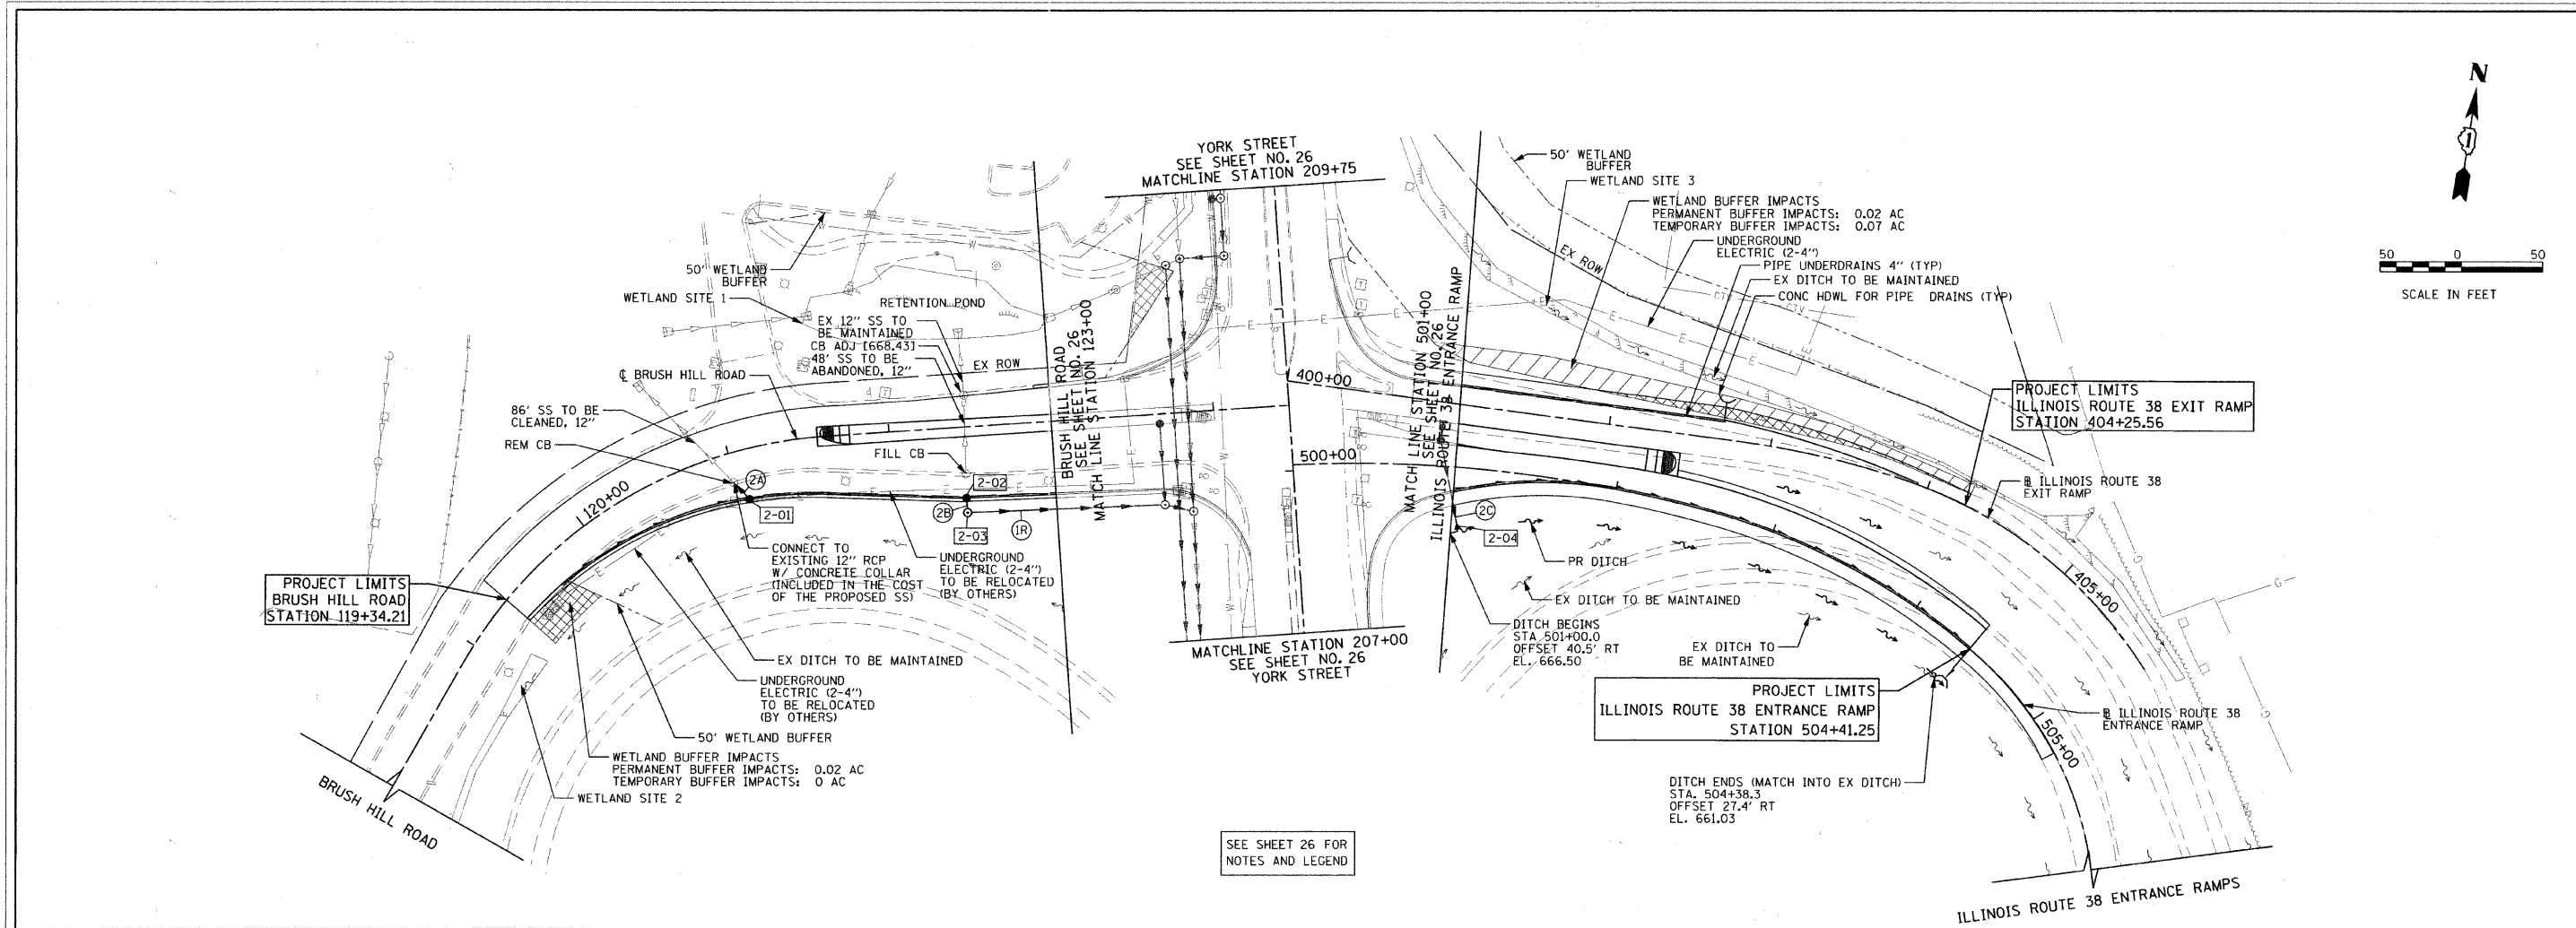 N
50 0 50
SCALE IN FEET
YORK STREET
SEE SHEET NO. 26
MATCHLINE STATION 209+75
50' WETLAND
BUFFER
WETLAND SITE 3
WETLAND BUFFER IMPACTS
PERMANENT BUFFER IMPACTS: 0.02 AC
TEMPORARY BUFFER IMPACTS: 0.07 AC
UNDERGROUND
ELECTRIC (2-4")
PIPE UNDERDRAINS 4" (TYP)
EX DITCH TO BE MAINTAINED
CONC HDWL FOR PIPE DRAINS (TYP)
EX ROW
50' WETLAND
BUFFER
WETLAND SITE 1
RETENTION POND
EX 12" SS TO
BE MAINTAINED
CB ADJ [668.43]
48' SS TO BE
ABANDONED, 12"
EX ROW
℄ BRUSH HILL ROAD
86' SS TO BE
CLEANED, 12"
REM CB
FILL CB
BRUSH HILL ROAD
SEE SHEET NO. 26
MATCH LINE STATION 123+00
MATCH LINE STATION 501+00
SEE SHEET NO. 26
ILLINOIS ROUTE 38 ENTRANCE RAMP
400+00
500+00
120+00
2A
2-01
2-02
2B
2-03
1R
2C
2-04
PROJECT LIMITS
ILLINOIS ROUTE 38 EXIT RAMP
STATION 404+25.56
℄ ILLINOIS ROUTE 38
EXIT RAMP
405+00
CONNECT TO
EXISTING 12" RCP
W/ CONCRETE COLLAR
(INCLUDED IN THE COST
OF THE PROPOSED SS)
UNDERGROUND
ELECTRIC (2-4")
TO BE RELOCATED
(BY OTHERS)
PR DITCH
EX DITCH TO BE MAINTAINED
DITCH BEGINS
STA 501+00.0
OFFSET 40.5' RT
EL. 666.50
EX DITCH TO
BE MAINTAINED
PROJECT LIMITS
BRUSH HILL ROAD
STATION 119+34.21
MATCHLINE STATION 207+00
SEE SHEET NO. 26
YORK STREET
EX DITCH TO BE MAINTAINED
UNDERGROUND
ELECTRIC (2-4")
TO BE RELOCATED
(BY OTHERS)
50' WETLAND BUFFER
WETLAND BUFFER IMPACTS
PERMANENT BUFFER IMPACTS: 0.02 AC
TEMPORARY BUFFER IMPACTS: 0 AC
WETLAND SITE 2
PROJECT LIMITS
ILLINOIS ROUTE 38 ENTRANCE RAMP
STATION 504+41.25
℄ ILLINOIS ROUTE 38
ENTRANCE RAMP
505+00
DITCH ENDS (MATCH INTO EX DITCH)
STA. 504+38.3
OFFSET 27.4' RT
EL. 661.03
BRUSH HILL ROAD
SEE SHEET 26 FOR
NOTES AND LEGEND
ILLINOIS ROUTE 38 ENTRANCE RAMPS